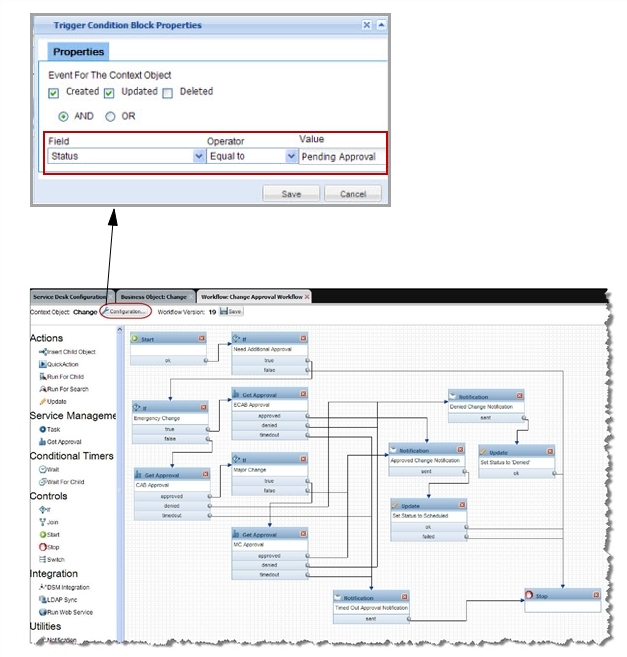 Trigger Condition Block Properties
Properties
Event For The Context Object
Created Updated Deleted
AND OR
Field Operator Value
Status Equal to Pending Approval
Save Cancel
Service Desk Configuration Business Object: Change Workflow: Change Approval Workflow
Context Object: Change Configuration... Workflow Version: 19 Save
Actions
Insert Child Object
QuickAction
Run For Child
Run For Search
Update
Service Manageme
Task
Get Approval
Conditional Timers
Wait
Wait For Child
Controls
If
Join
Start
Stop
Switch
Integration
DSM Integration
LDAP Sync
Run Web Service
Utilities
Notification
Start
ok
If
Need Additional Approval
true
false
If
Emergency Change
true
false
Get Approval
ECAB Approval
approved
denied
timedout
Get Approval
CAB Approval
approved
denied
timedout
If
Major Change
true
false
Get Approval
MC Approval
approved
denied
timedout
Notification
Denied Change Notification
sent
Notification
Approved Change Notification
sent
Update
Set Status to 'Denied'
ok
Update
Set Status to Scheduled
ok
failed
Notification
Timed Out Approval Notification
sent
Stop